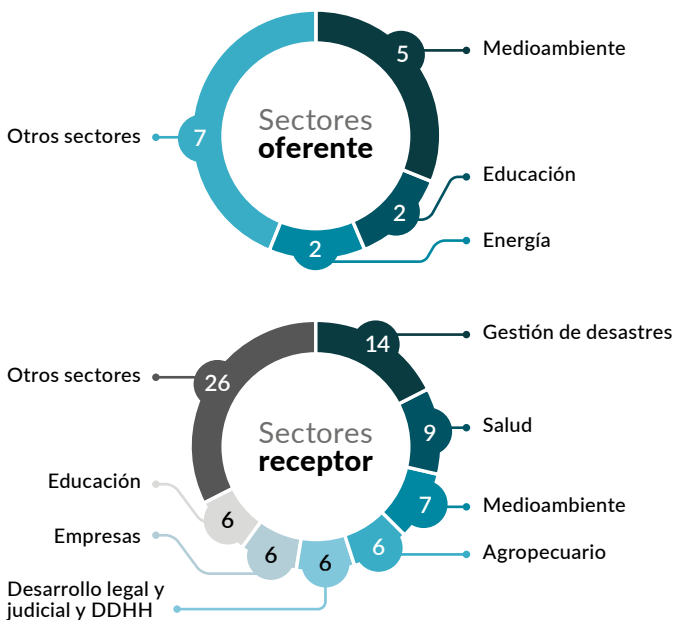 5
Medioambiente
Sectores
oferente
Otros sectores
7
Educación
2
Energía
2
14
Gestión de desastres
Otros sectores
26
Sectores
receptor
9
Salud
Educación
6
7
Medioambiente
Empresas
6
6
6
Agropecuario
Desarrollo legal y
judicial y DDHH